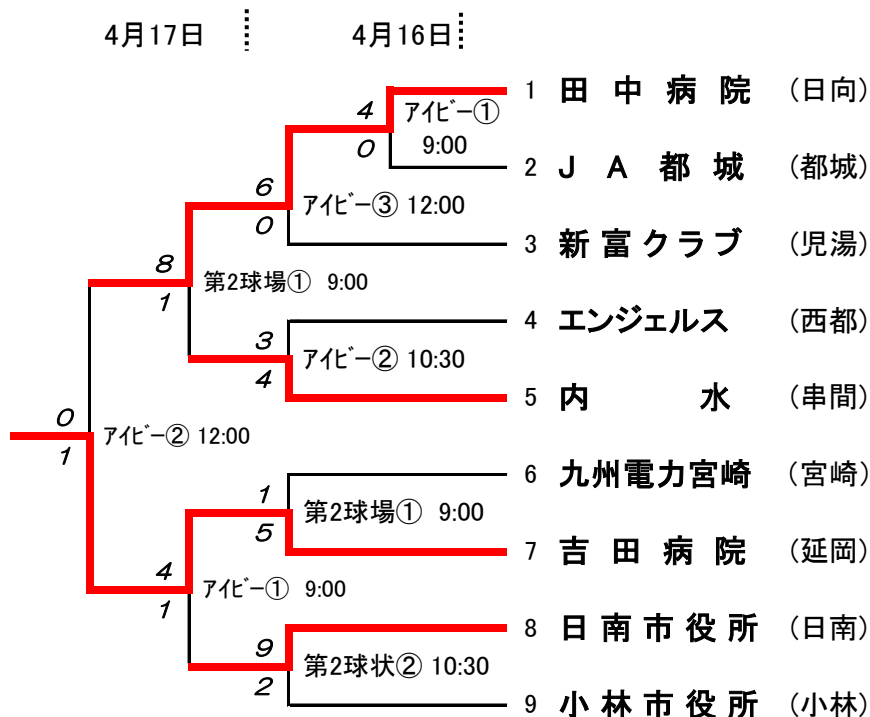 4月17日 4月16日
1 田中病院 (日向)
4 アイビー①
0 9:00
2 JA都城 (都城)
6 アイビー③ 12:00
0
3 新富クラブ (児湯)
8 第2球場① 9:00
1
4 エンジェルス (西都)
3 アイビー② 10:30
4
5 内水 (串間)
0 アイビー② 12:00
1
6 九州電力宮崎 (宮崎)
1 第2球場① 9:00
5
7 吉田病院 (延岡)
4 アイビー① 9:00
1
8 日南市役所 (日南)
9 第2球状② 10:30
2
9 小林市役所 (小林)